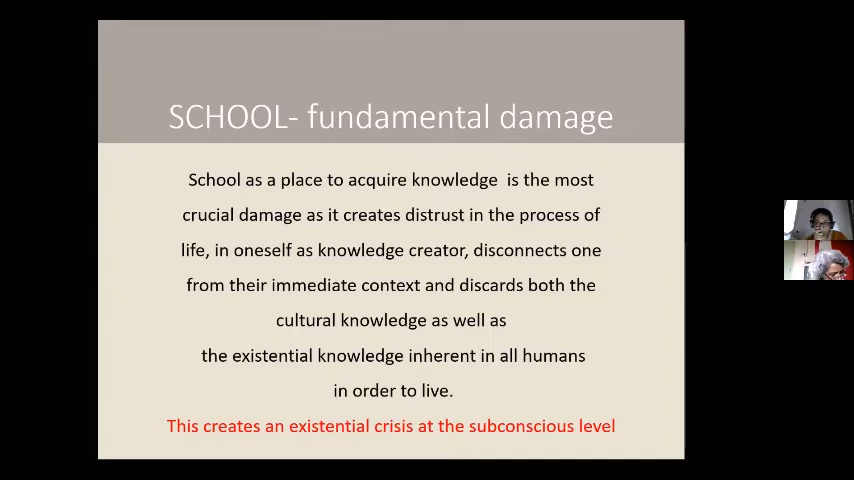 SCHOOL- fundamental damage
School as a place to acquire knowledge is the most
crucial damage as it creates distrust in the process of
life, in oneself as knowledge creator, disconnects one
from their immediate context and discards both the
cultural knowledge as well as
the existential knowledge inherent in all humans
in order to live.
This creates an existential crisis at the subconscious level